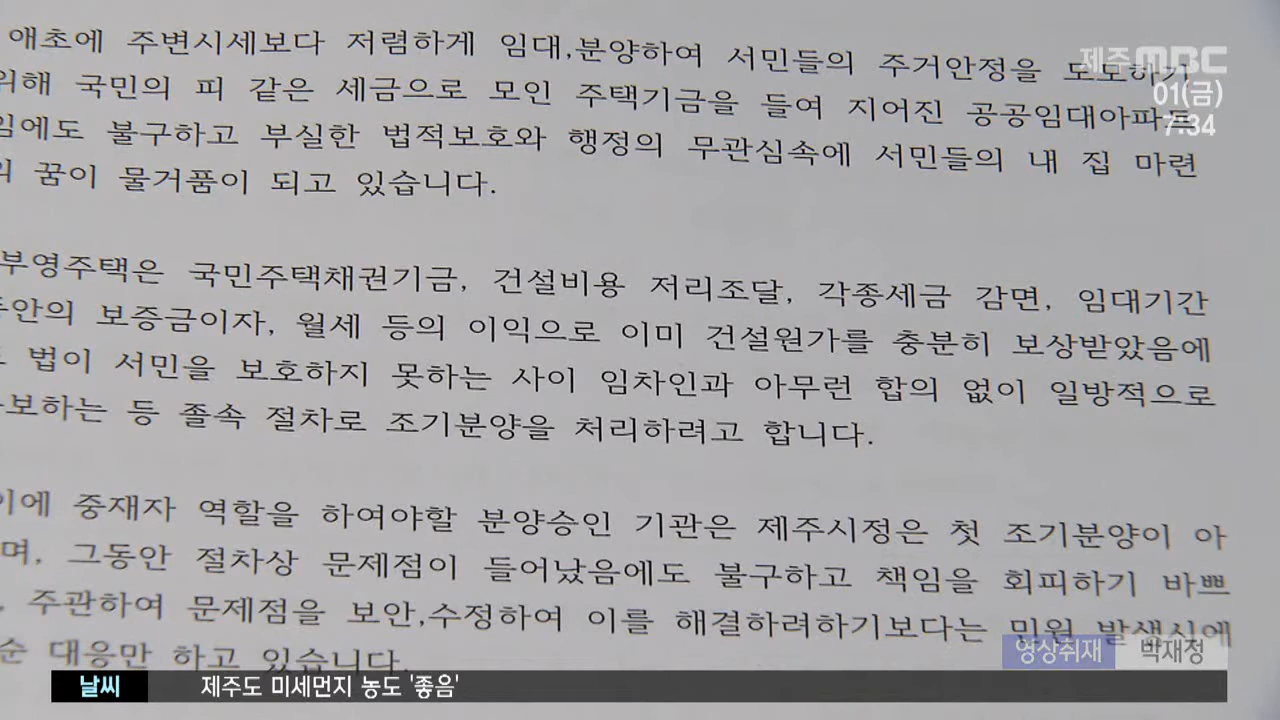 애초에 주변시세보다 저렴하게 임대,분양하여 서민들의 주거안정을 도모하기
위해 국민의 피 같은 세금으로 모인 주택기금을 들여 지어진 공공임대아파트
임에도 불구하고 부실한 법적보호와 행정의 무관심속에 서민들의 내 집 마련
의 꿈이 물거품이 되고 있습니다.
부영주택은 국민주택채권기금, 건설비용 저리조달, 각종세금 감면, 임대기간
동안의 보증금이자, 월세 등의 이익으로 이미 건설원가를 충분히 보상받았음에
법이 서민을 보호하지 못하는 사이 임차인과 아무런 합의 없이 일방적으로
통보하는 등 졸속 절차로 조기분양을 처리하려고 합니다.
이에 중재자 역할을 하여야할 분양승인 기관은 제주시정은 첫 조기분양이 아
며, 그동안 절차상 문제점이 들어났음에도 불구하고 책임을 회피하기 바쁘
, 주관하여 문제점을 보안,수정하여 이를 해결하려하기보다는 민원 발생시에
순 대응만 하고 있습니다.
제주MBC
01(금)
7:34
영상취재 박재정
날씨 제주도 미세먼지 농도 '좋음'